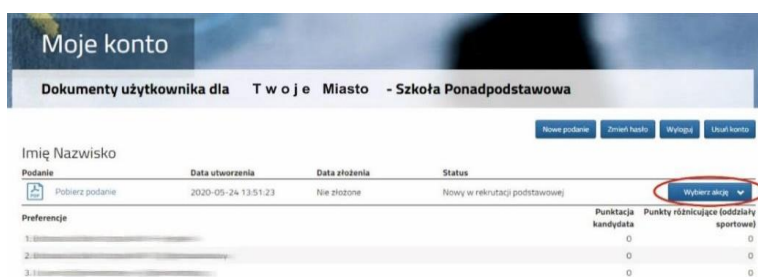 Moje konto
Dokumenty użytkownika dla T w o j e Miasto - Szkoła Ponadpodstawowa
Nowe podanie Zmień hasło Wyloguj Usuń konto
Imię Nazwisko
Podanie Data utworzenia Data złożenia Status
Pobierz podanie 2020-05-24 13:51:23 Nie złożone Nowy w rekrutacji podstawowej Wybierz akcję
Preferencje Punktacja kandydata Punkty różnicujące (oddziały sportowe)
1. 0 0
2. 0 0
3. 0 0